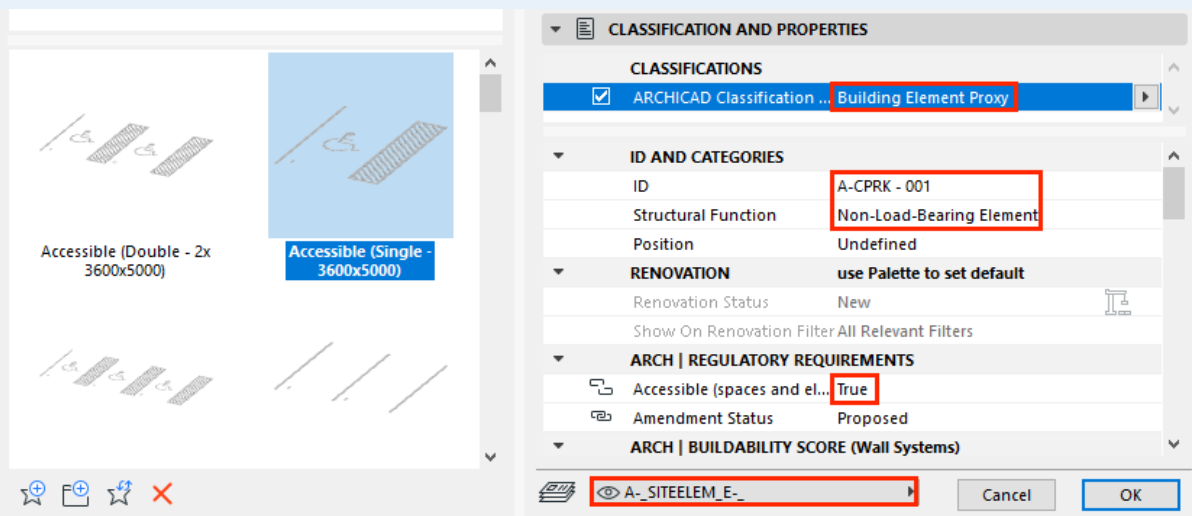 Accessible (Double - 2x
3600x5000)
Accessible (Single -
3600x5000)
CLASSIFICATION AND PROPERTIES
CLASSIFICATIONS
ARCHICAD Classification ... Building Element Proxy
ID AND CATEGORIES
ID A-CPRK - 001
Structural Function Non-Load-Bearing Element
Position Undefined
RENOVATION use Palette to set default
Renovation Status New
Show On Renovation Filter All Relevant Filters
ARCH | REGULATORY REQUIREMENTS
Accessible (spaces and el... True
Amendment Status Proposed
ARCH | BUILDABILITY SCORE (Wall Systems)
A-_SITEELEM_E-_ Cancel OK